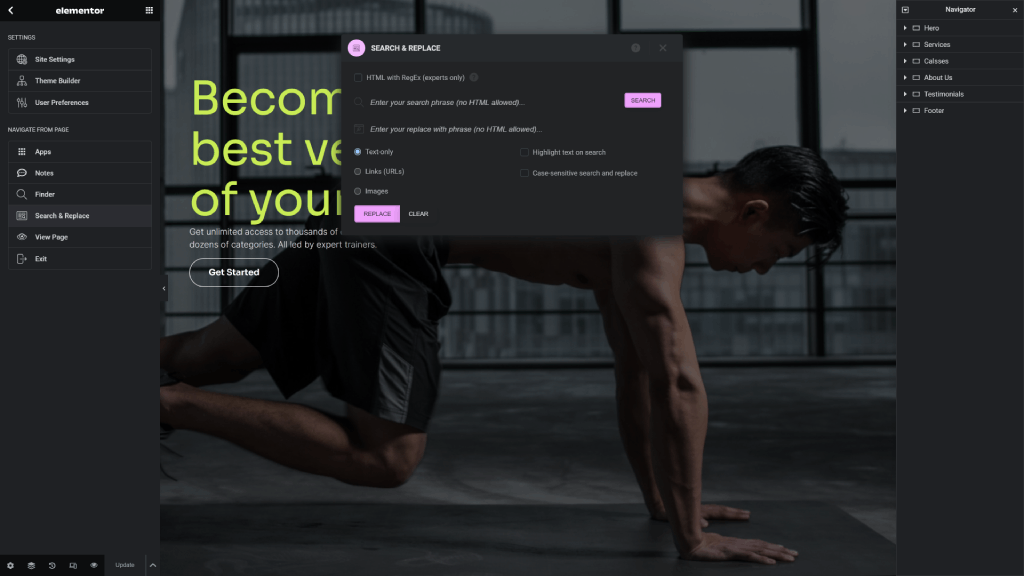 elementor
SETTINGS
Site Settings
Theme Builder
User Preferences
NAVIGATE FROM PAGE
Apps
Notes
Finder
Search & Replace
View Page
Exit
Update
Becom
best ve
of your
Get unlimited access to thousands of
dozens of categories. All led by expert trainers.
Get Started
SEARCH & REPLACE
?
HTML with RegEx (experts only)
Enter your search phrase (no HTML allowed)...
SEARCH
Enter your replace with phrase (no HTML allowed)...
Text-only
Highlight text on search
Links (URLs)
Case-sensitive search and replace
Images
REPLACE
CLEAR
Navigator
Hero
Services
Calsses
About Us
Testimonials
Footer